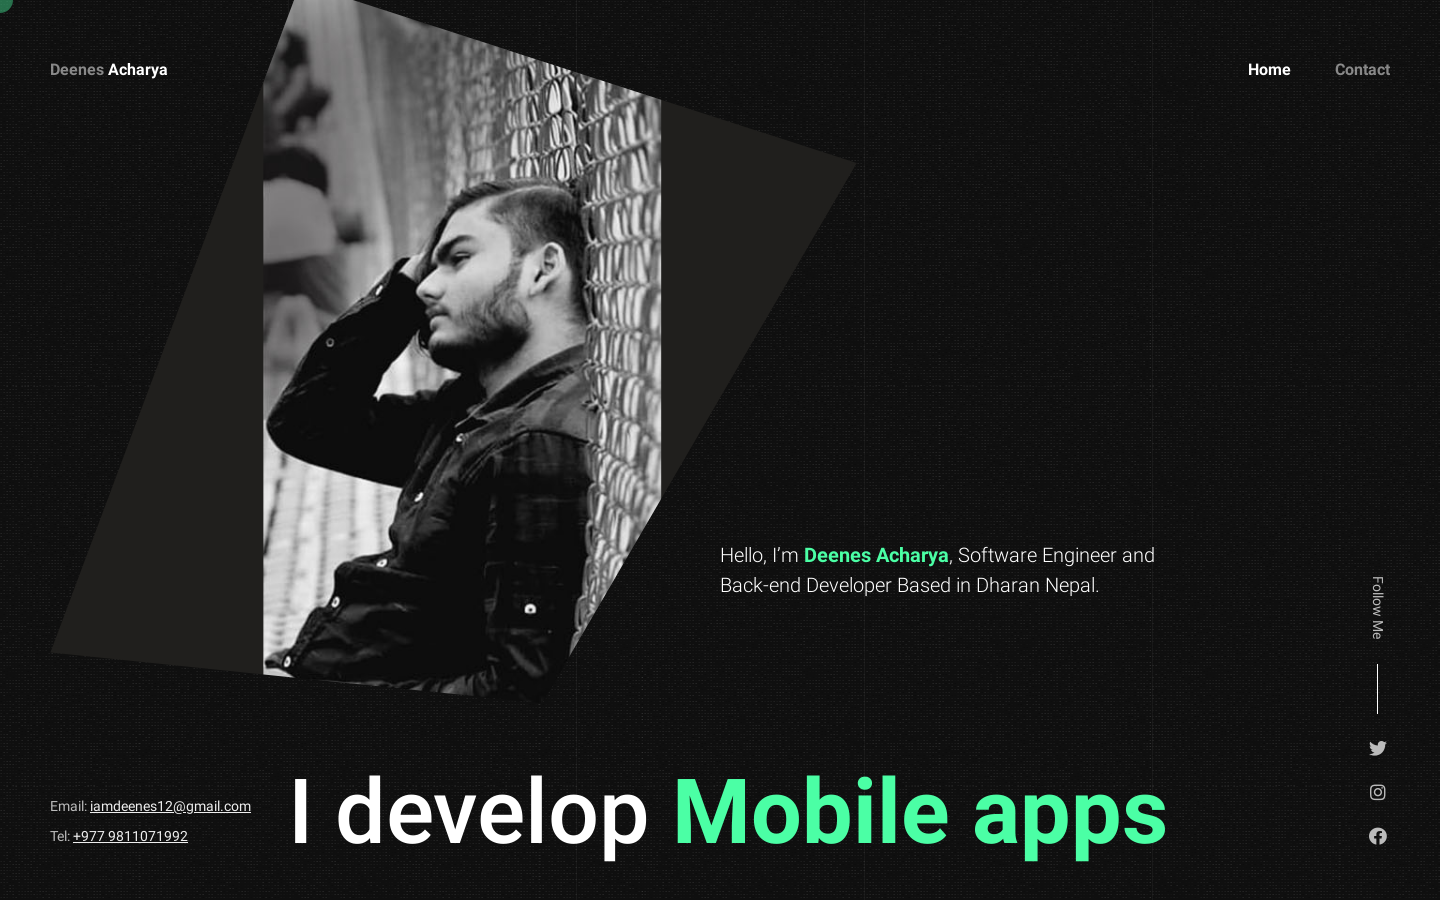 Deenes Acharya
Home
Contact
Hello, I'm Deenes Acharya, Software Engineer and
Back-end Developer Based in Dharan Nepal.
Follow Me
Email: iamdeenes12@gmail.com
Tel: +977 9811071992
I develop Mobile apps